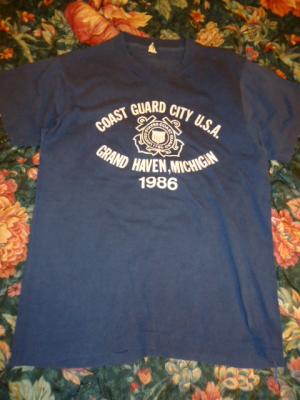 COAST GUARD CITY U.S.A.
GRAND HAVEN, MICHIGAN
1986